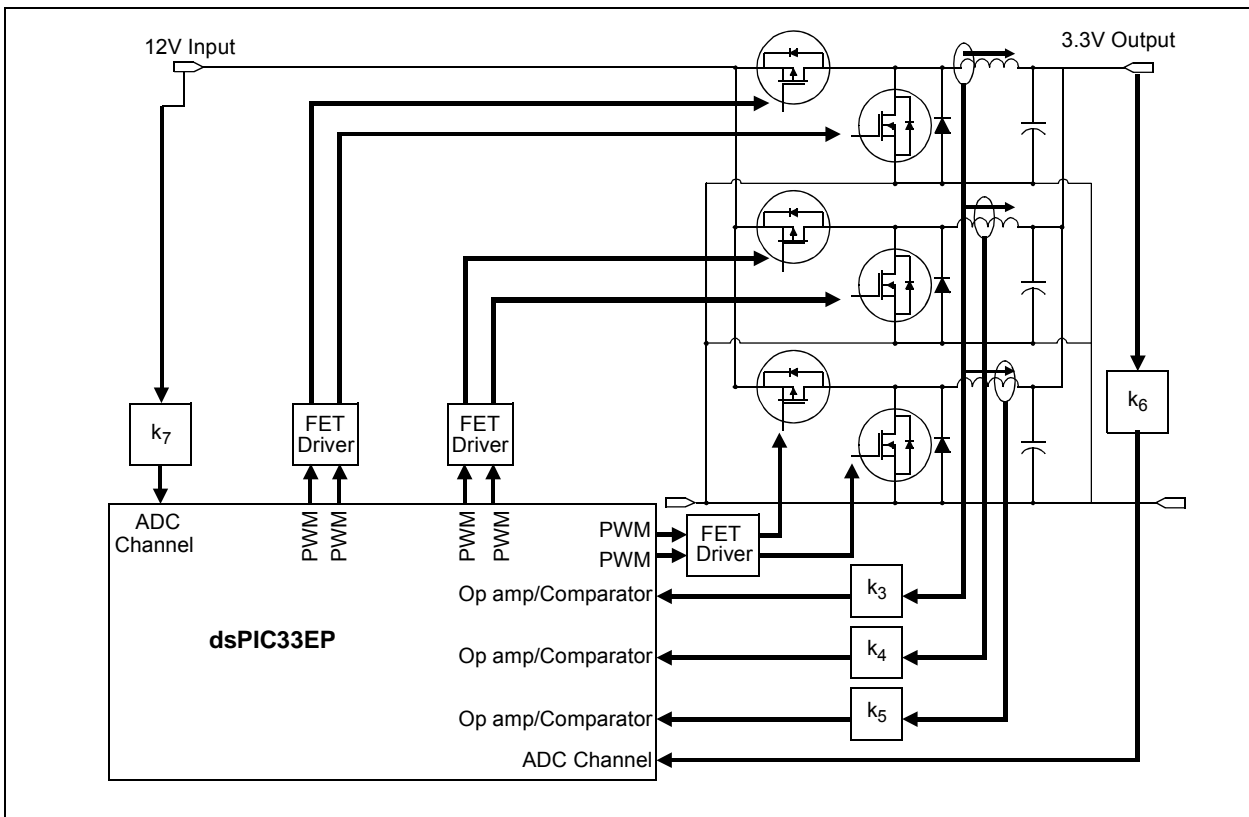 12V Input
3.3V Output
k7
FET
Driver
FET
Driver
k6
ADC
Channel
PWM
PWM
PWM
PWM
PWM
PWM
FET
Driver
Op amp/Comparator
k3
dsPIC33EP
Op amp/Comparator
k4
Op amp/Comparator
k5
ADC Channel